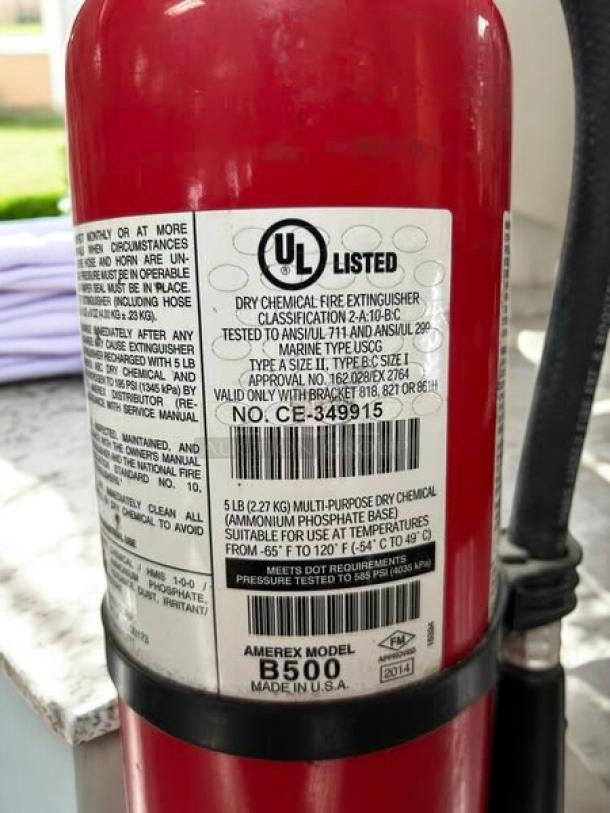 MONTHLY OR AT MORE
WHEN CIRCUMSTANCES
HOSE AND HORN ARE UN-
PRESSURE MUST BE IN OPERABLE
SEAL MUST BE IN PLACE.
(INCLUDING HOSE
KG ± .23 KG).
IMMEDIATELY AFTER ANY
CAUSE EXTINGUISHER
RECHARGED WITH 5 LB
ABC DRY CHEMICAL AND
TO 195 PSI (1345 kPa) BY
DISTRIBUTOR (RE-
WITH SERVICE MANUAL
INSPECTED, MAINTAINED, AND
WITH THE OWNER'S MANUAL
AND THE NATIONAL FIRE
STANDARD NO. 10,
IMMEDIATELY CLEAN ALL
DRY CHEMICAL TO AVOID
/ HMIS 1-0-0 /
PHOSPHATE,
DUST, IRRITANT/
UL ® LISTED
DRY CHEMICAL FIRE EXTINGUISHER
CLASSIFICATION 2-A:10-B:C
TESTED TO ANSI/UL 711 AND ANSI/UL 299
MARINE TYPE USCG
TYPE A SIZE II, TYPE B:C SIZE I
APPROVAL NO. 162.028/EX 2764
VALID ONLY WITH BRACKET 818, 821 OR 861H
NO. CE-349915
5 LB (2.27 KG) MULTI-PURPOSE DRY CHEMICAL
(AMMONIUM PHOSPHATE BASE)
SUITABLE FOR USE AT TEMPERATURES
FROM -65° F TO 120° F (-54° C TO 49° C)
MEETS DOT REQUIREMENTS
PRESSURE TESTED TO 585 PSI (4035 kPa)
AMEREX MODEL
B500
MADE IN U.S.A.
FM
APPROVED
2014